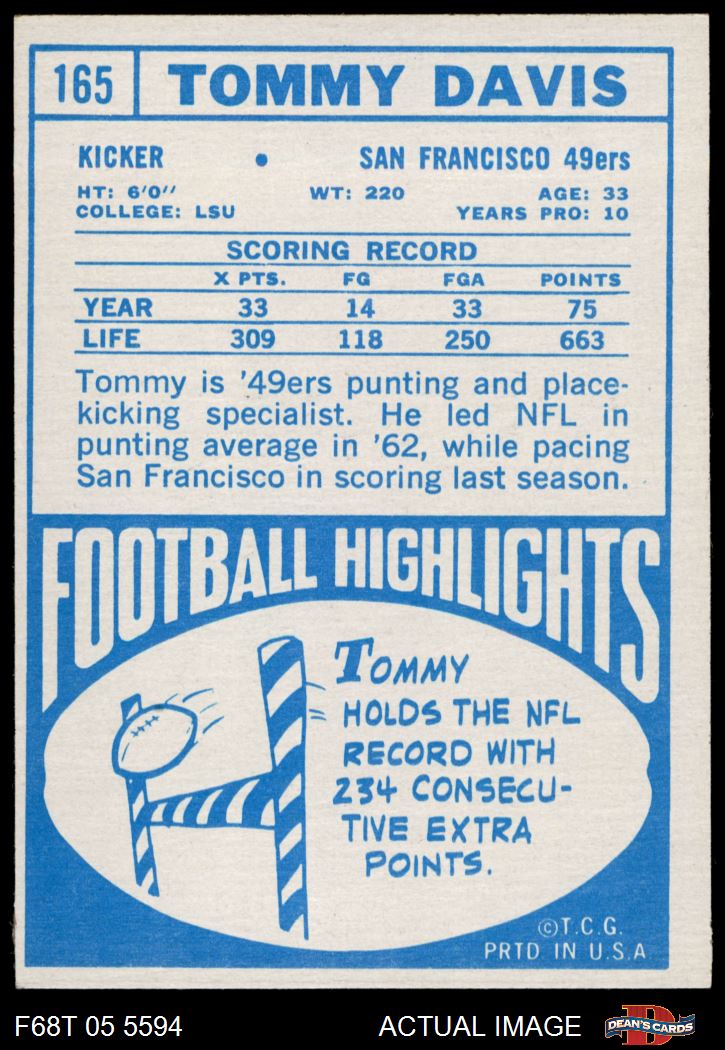 165 TOMMY DAVIS
KICKER • SAN FRANCISCO 49ers
HT: 6'0" WT: 220 AGE: 33
COLLEGE: LSU YEARS PRO: 10
SCORING RECORD
X PTS. FG FGA POINTS
YEAR 33 14 33 75
LIFE 309 118 250 663
Tommy is '49ers punting and place-
kicking specialist. He led NFL in
punting average in '62, while pacing
San Francisco in scoring last season.
FOOTBALL HIGHLIGHTS
TOMMY
HOLDS THE NFL
RECORD WITH
234 CONSECU-
TIVE EXTRA
POINTS.
©T.C.G.
PRTD IN U.S.A
F68T 05 5594 ACTUAL IMAGE D DEAN'S CARDS